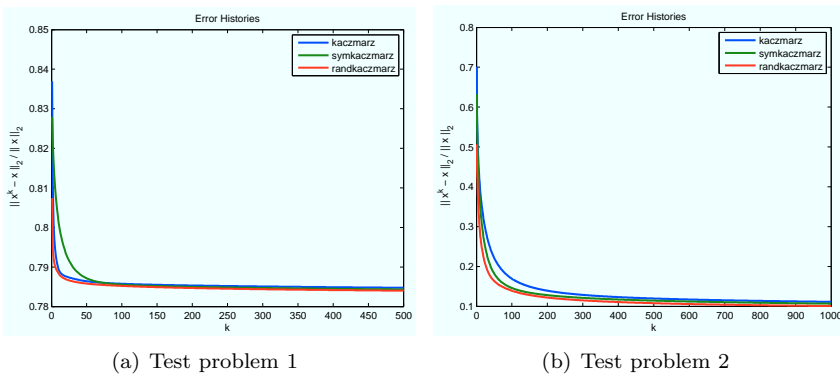 Error Histories
0.85
0.84
0.83
0.82
0.81
0.8
0.79
0.78
|| x^k – x ||_2 / || x ||_2
kaczmarz
symkaczmarz
randkaczmarz
0 50 100 150 200 250 300 350 400 450 500
k
(a) Test problem 1
Error Histories
0.8
0.7
0.6
0.5
0.4
0.3
0.2
0.1
|| x^k – x ||_2 / || x ||_2
kaczmarz
symkaczmarz
randkaczmarz
0 100 200 300 400 500 600 700 800 900 1000
k
(b) Test problem 2